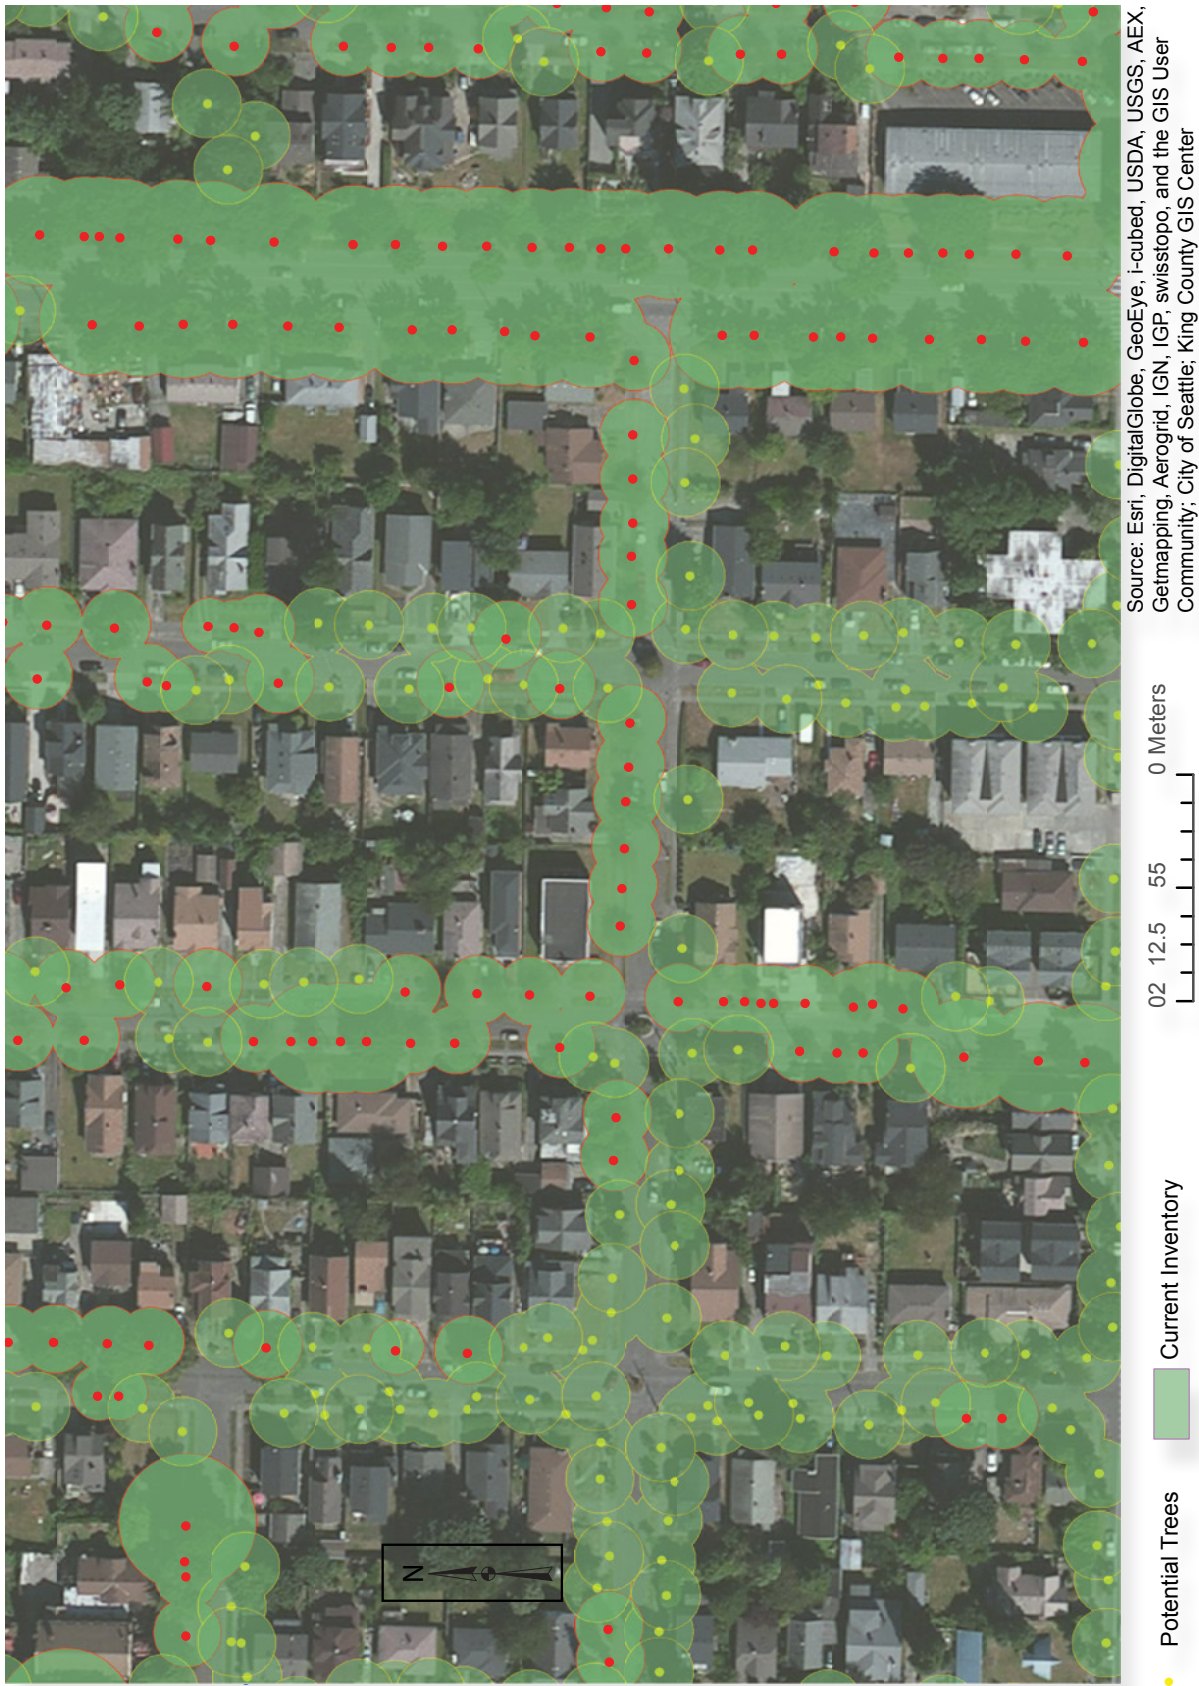 Source: Esri, DigitalGlobe, GeoEye, i-cubed, USDA, USGS, AEX,
Getmapping, Aerogrid, IGN, IGP, swisstopo, and the GIS User
Community; City of Seattle; King County GIS Center
02 12.5 55 0 Meters
Potential Trees
Current Inventory
N